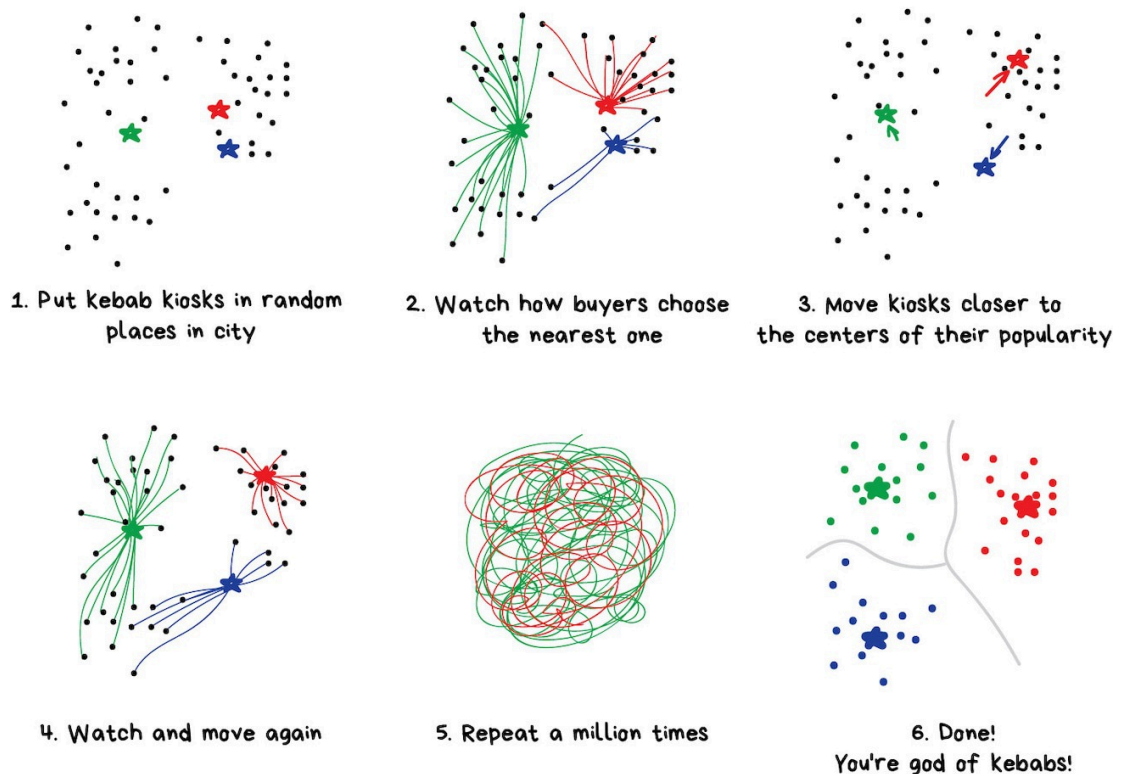 1. Put kebab kiosks in random
places in city
2. Watch how buyers choose
the nearest one
3. Move kiosks closer to
the centers of their popularity
4. Watch and move again
5. Repeat a million times
6. Done!
You're god of kebabs!